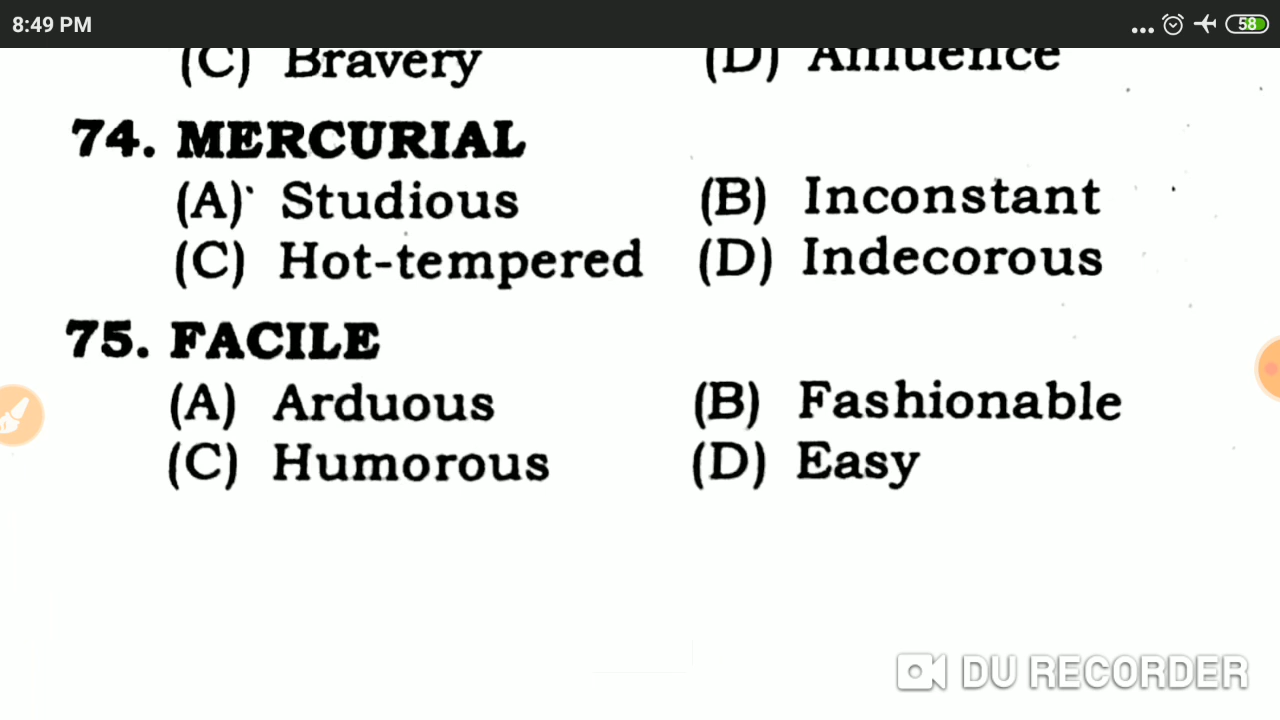 8:49 PM
... 58
(C) Bravery (D) Affluence
74. MERCURIAL
(A) Studious (B) Inconstant
(C) Hot-tempered (D) Indecorous
75. FACILE
(A) Arduous (B) Fashionable
(C) Humorous (D) Easy
DU RECORDER